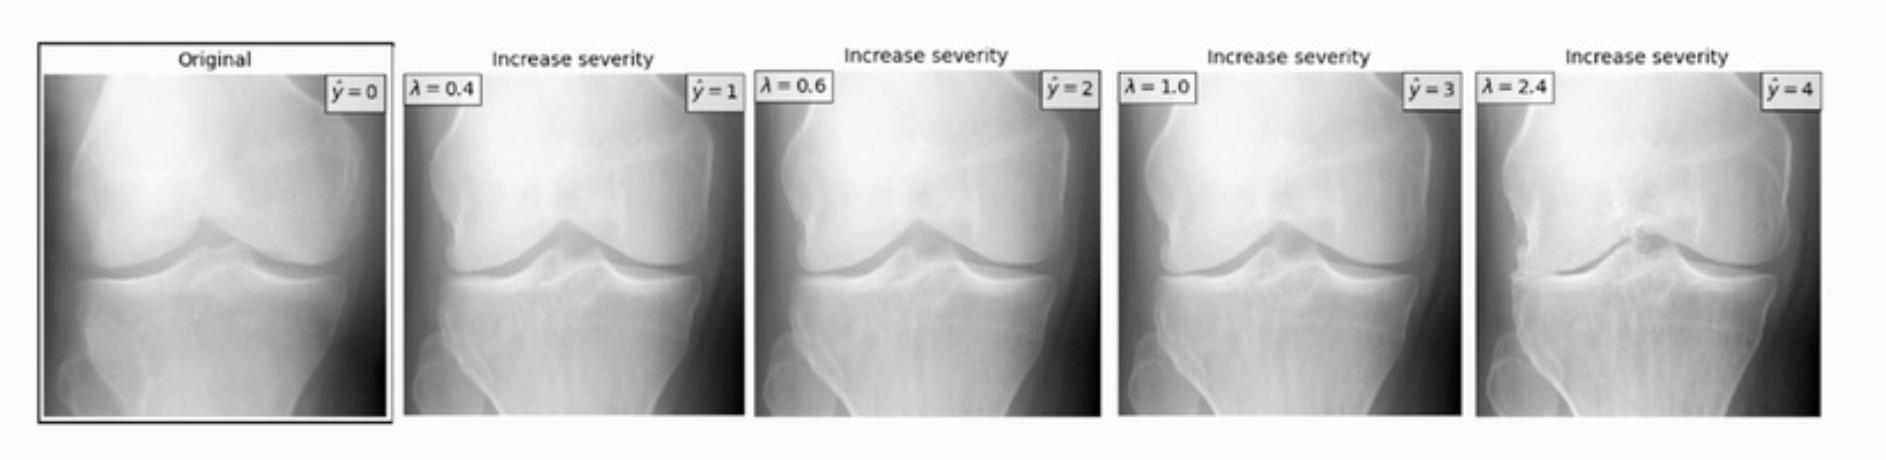 Original
ŷ = 0
Increase severity
λ = 0.4
ŷ = 1
Increase severity
λ = 0.6
ŷ = 2
Increase severity
λ = 1.0
ŷ = 3
Increase severity
λ = 2.4
ŷ = 4